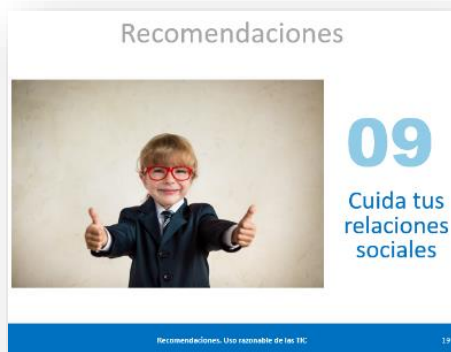 Recomendaciones
09
Cuida tus
relaciones
sociales
Recomendaciones. Uso razonable de las TIC
19